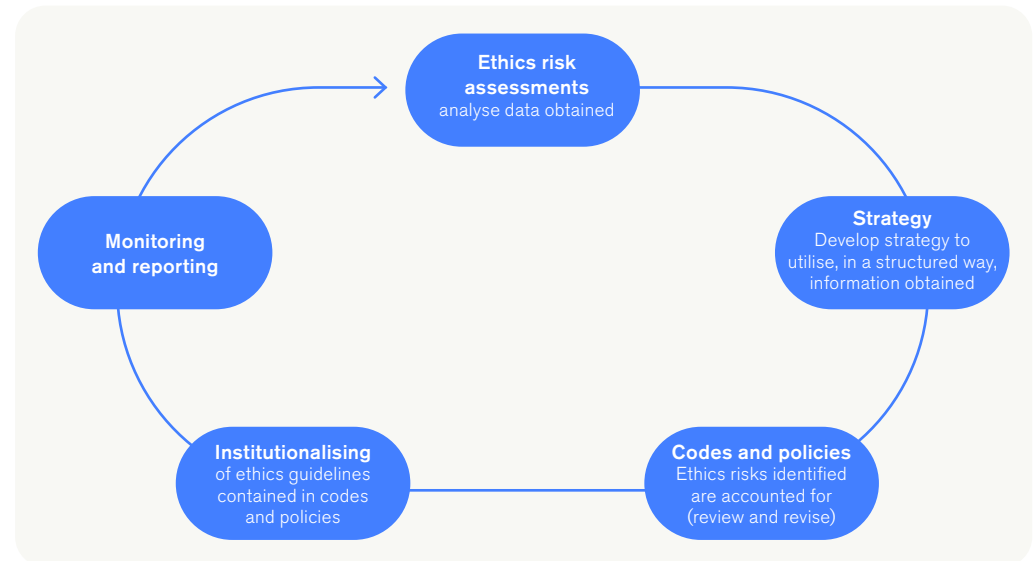 Ethics risk
assessments
analyse data obtained
Strategy
Develop strategy to
utilise, in a structured way,
information obtained
Codes and policies
Ethics risks identified
are accounted for
(review and revise)
Institutionalising
of ethics guidelines
contained in codes
and policies
Monitoring
and reporting